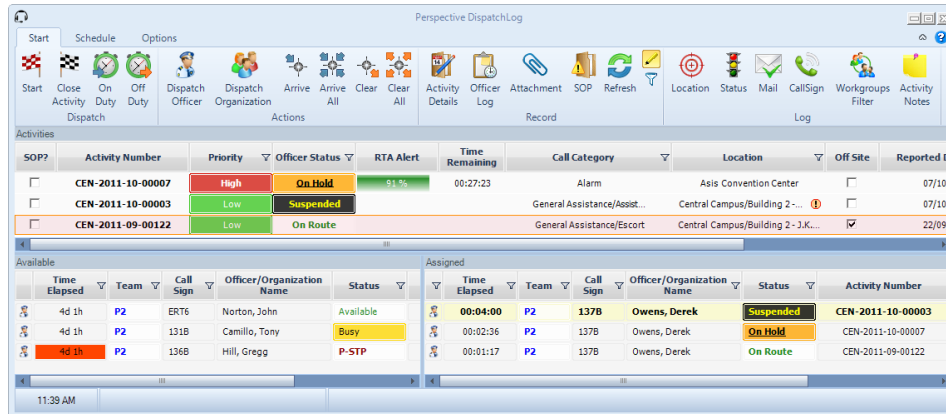 Perspective DispatchLog
Start Schedule Options
Start Close Activity On Duty Off Duty Dispatch Officer Dispatch Organization Arrive Arrive All Clear Clear All Activity Details Officer Log Attachment SOP Refresh Location Status Mail CallSign Workgroups Filter Activity Notes
Dispatch Actions Record Log
Activities
SOP? Activity Number Priority Officer Status RTA Alert Time Remaining Call Category Location Off Site Reported
CEN-2011-10-00007 High On Hold 91 % 00:27:23 Alarm Asis Convention Center 07/10
CEN-2011-10-00003 Low Suspended General Assistance/Assist... Central Campus/Building 2 -... 07/10
CEN-2011-09-00122 Low On Route General Assistance/Escort Central Campus/Building 2 - J.K.... 22/09
Available Assigned
Time Elapsed Team Call Sign Officer/Organization Name Status Time Elapsed Team Call Sign Officer/Organization Name Status Activity Number
4d 1h P2 ERT6 Norton, John Available 00:04:00 P2 137B Owens, Derek Suspended CEN-2011-10-00003
4d 1h P2 131B Camillo, Tony Busy 00:02:36 P2 137B Owens, Derek On Hold CEN-2011-10-00007
4d 1h P2 136B Hill, Gregg P-STP 00:01:17 P2 137B Owens, Derek On Route CEN-2011-09-00122
11:39 AM